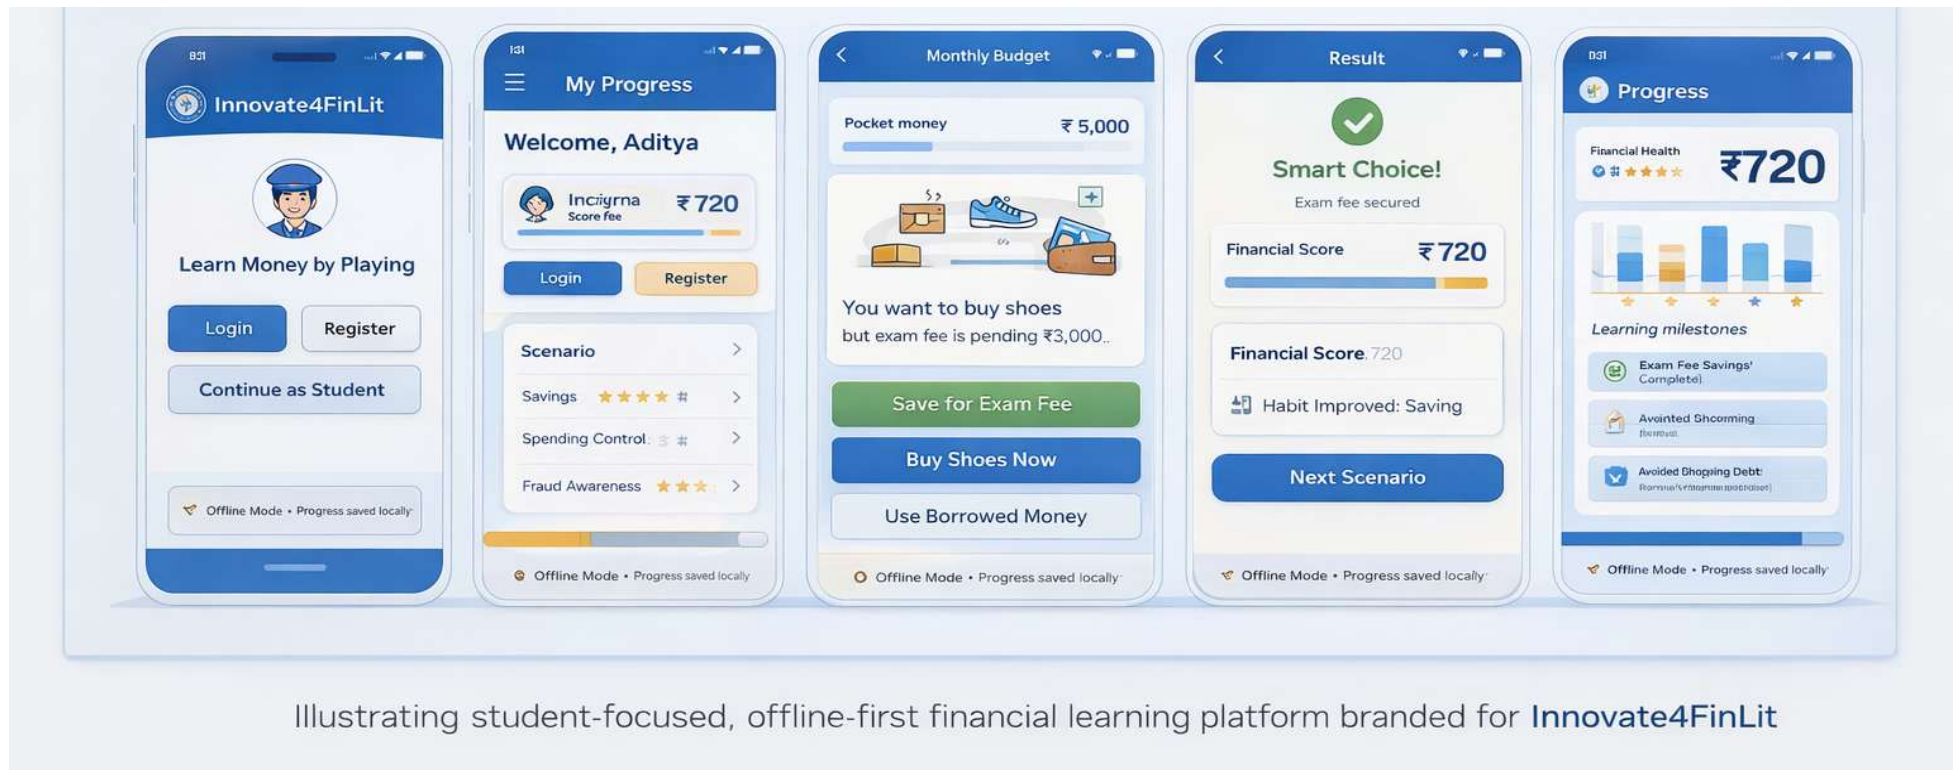 8:31
Innovate4FinLit
Learn Money by Playing
Login
Register
Continue as Student
Offline Mode • Progress saved locally
My Progress
Welcome, Aditya
₹720
Score fee
Login
Register
Scenario
Savings
#
Spending Control
#
Fraud Awareness
Offline Mode • Progress saved locally
Monthly Budget
Pocket money
₹ 5,000
You want to buy shoes
but exam fee is pending ₹3,000..
Save for Exam Fee
Buy Shoes Now
Use Borrowed Money
Offline Mode • Progress saved locally
Result
Smart Choice!
Exam fee secured
Financial Score
₹720
Financial Score 720
Habit Improved: Saving
Next Scenario
Offline Mode • Progress saved locally
Progress
Financial Health
₹720
Learning milestones
Exam Fee Savings'
Avoided Debt
Offline Mode • Progress saved locally
Illustrating student-focused, offline-first financial learning platform branded for Innovate4FinLit